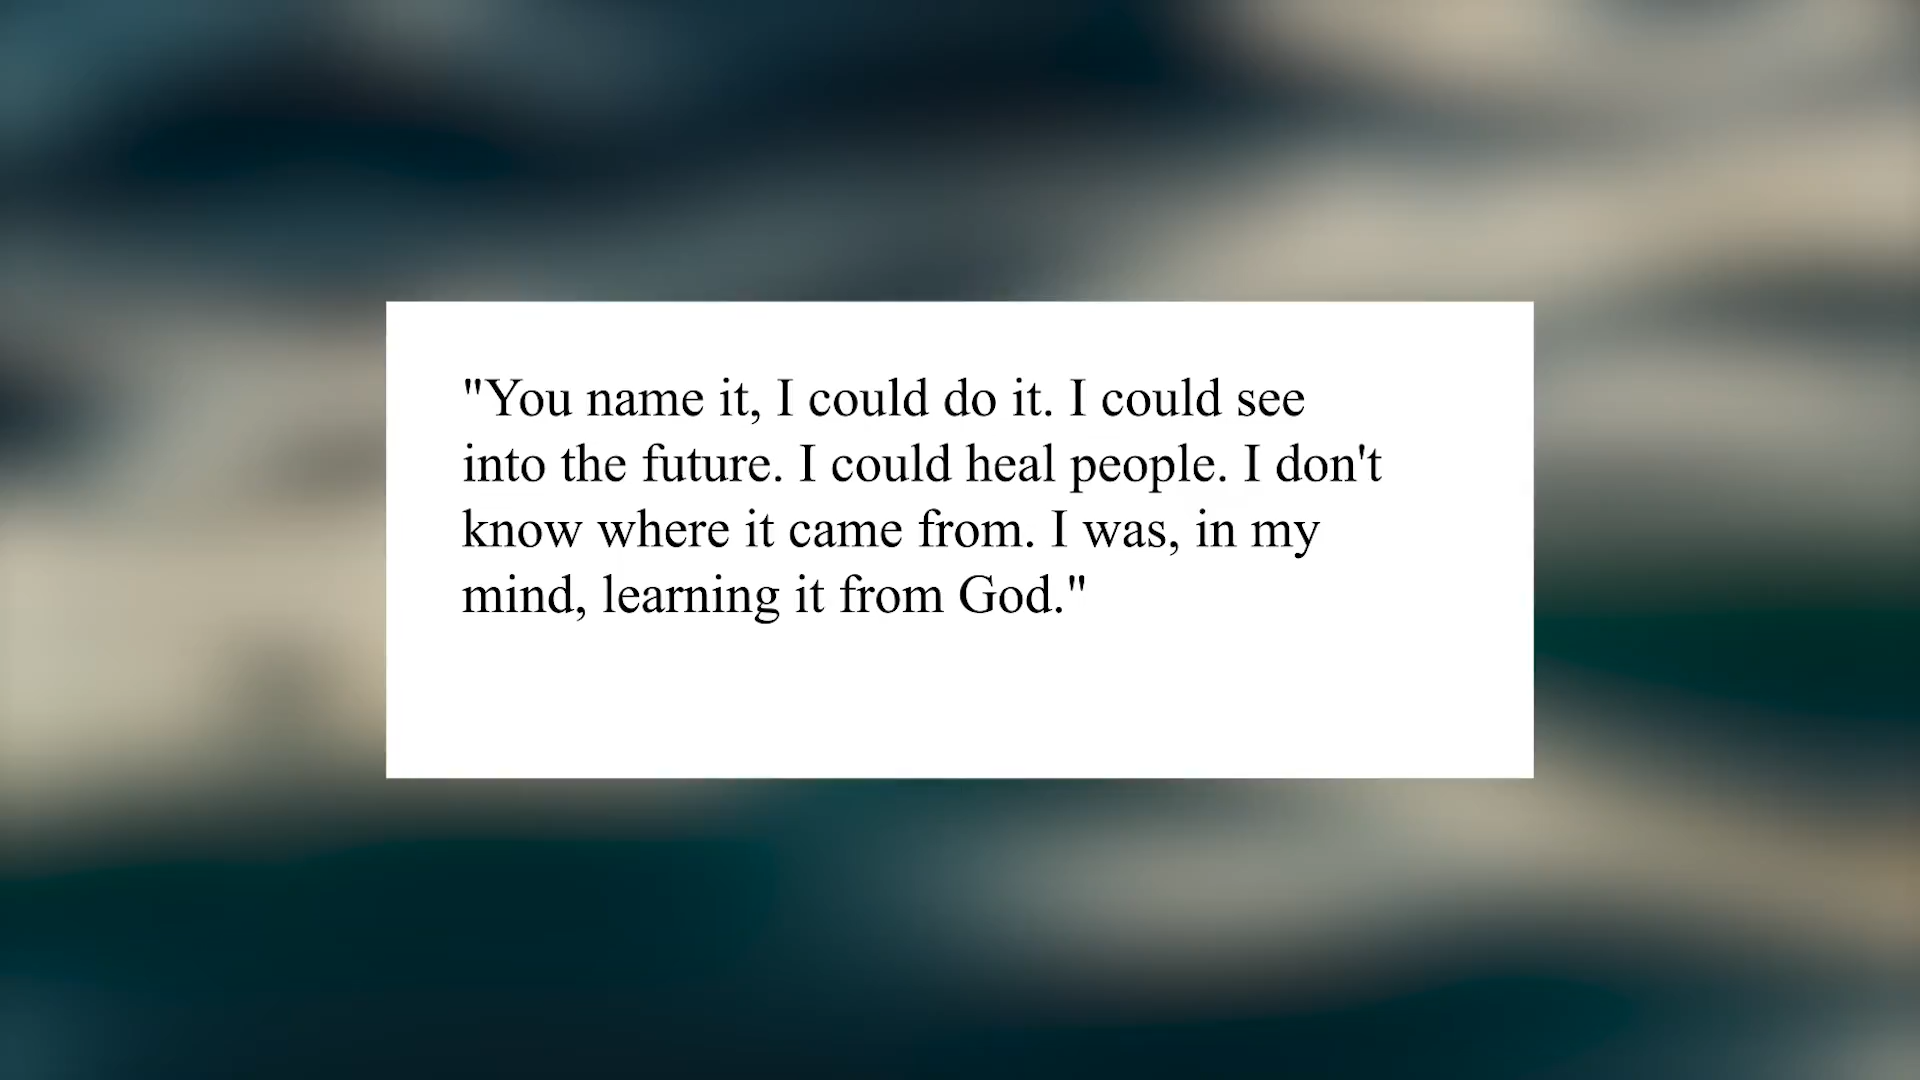 "You name it, I could do it. I could see
into the future. I could heal people. I don't
know where it came from. I was, in my
mind, learning it from God."